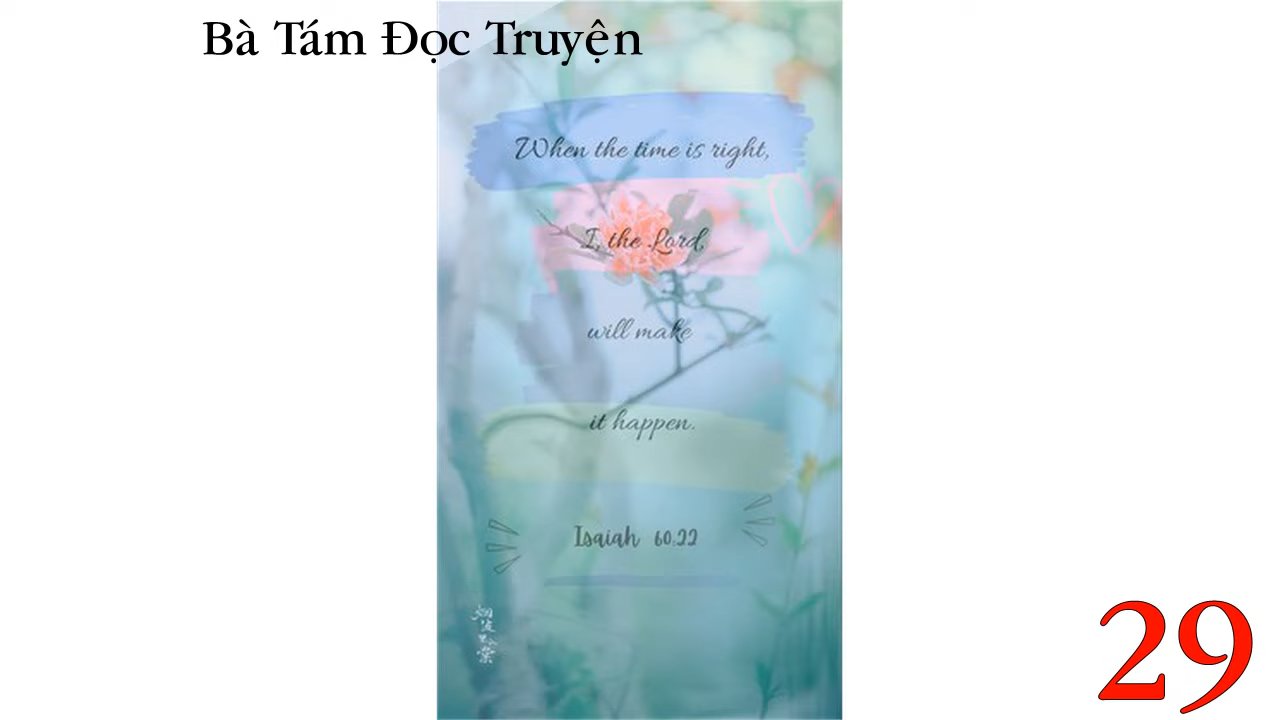 Bà Tám Đọc Truyện
When the time is right,
I, the Lord,
will make
it happen.
Isaiah 60:22
29